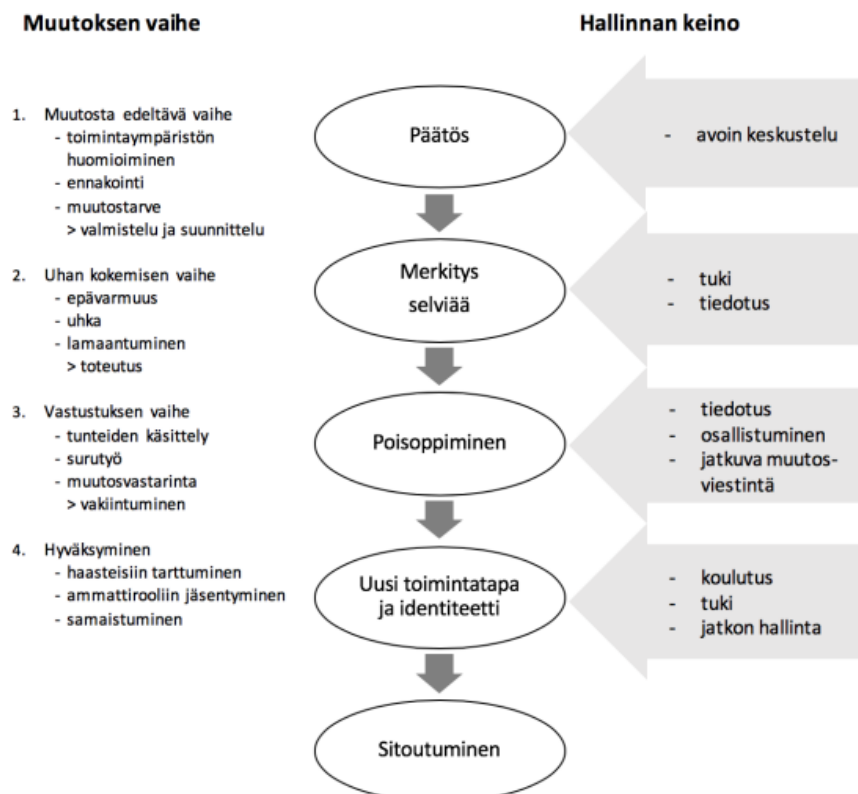 Muutoksen vaihe
Hallinnan keino
1. Muutosta edeltävä vaihe
- toimintaympäristön
huomioiminen
- ennakointi
- muutostarve
> valmistelu ja suunnittelu
Päätös
- avoin keskustelu
2. Uhan kokemisen vaihe
- epävarmuus
- uhka
- lamaantuminen
> toteutus
Merkitys
selviää
- tuki
- tiedotus
3. Vastustuksen vaihe
- tunteiden käsittely
- surutyö
- muutosvastarinta
> vakiintuminen
Poisoppiminen
- tiedotus
- osallistuminen
- jatkuva muutos-
viestintä
4. Hyväksyminen
- haasteisiin tarttuminen
- ammattirooliin jäsentyminen
- samaistuminen
Uusi toimintatapa
ja identiteetti
- koulutus
- tuki
- jatkon hallinta
Sitoutuminen